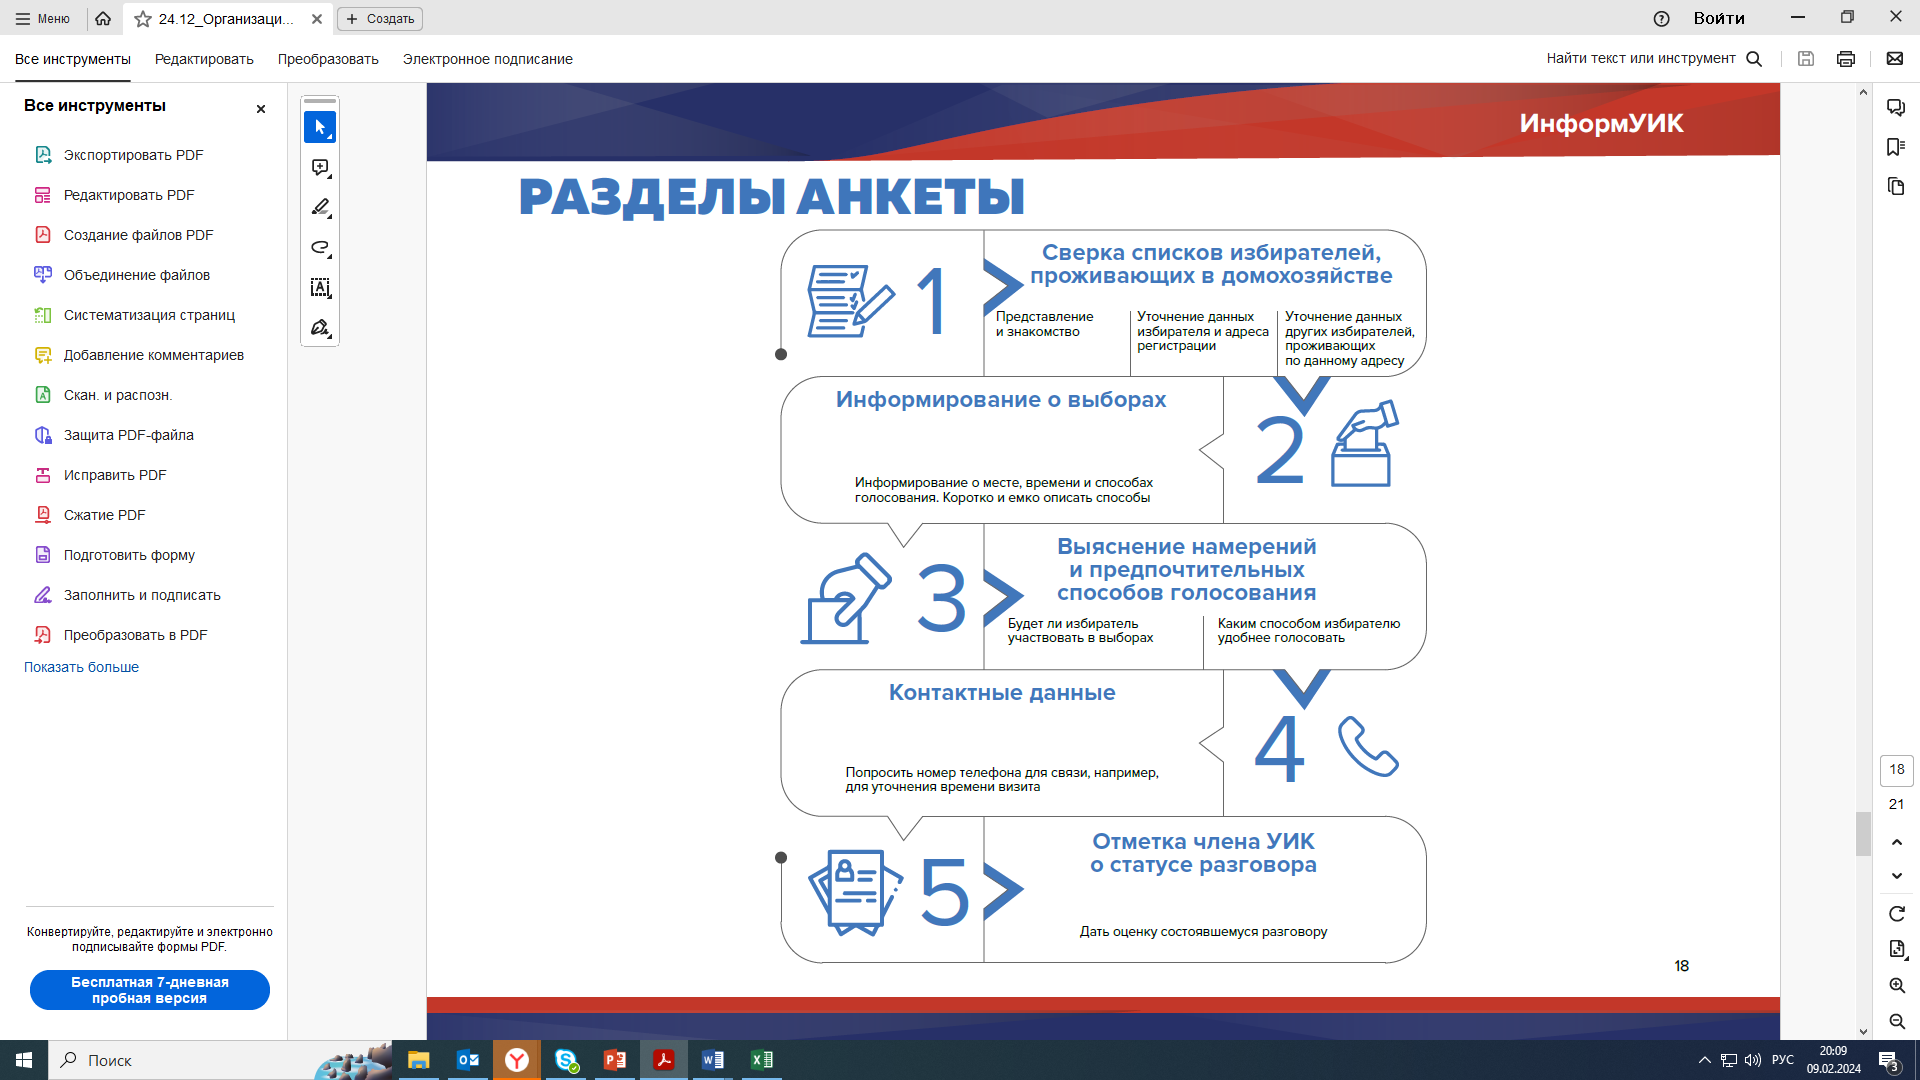 Меню
24.12_Организаци...
Создать
Войти
Все инструменты
Редактировать
Преобразовать
Электронное подписание
Найти текст или инструмент
Все инструменты
Экспортировать PDF
Редактировать PDF
Создание файлов PDF
Объединение файлов
Систематизация страниц
Добавление комментариев
Скан. и распозн.
Защита PDF-файла
Исправить PDF
Сжатие PDF
Подготовить форму
Заполнить и подписать
Преобразовать в PDF
Показать больше
Конвертируйте, редактируйте и электронно
подписывайте формы PDF.
Бесплатная 7-дневная
пробная версия
ИнформУИК
РАЗДЕЛЫ АНКЕТЫ
1
Сверка списков избирателей,
проживающих в домохозяйстве
Представление
и знакомство
Уточнение данных
избирателя и адреса
регистрации
Уточнение данных
других избирателей,
проживающих
по данному адресу
Информирование о выборах
Информирование о месте, времени и способах
голосования. Коротко и емко описать способы
2
3
Выяснение намерений
и предпочтительных
способов голосования
Будет ли избиратель
участвовать в выборах
Каким способом избирателю
удобнее голосовать
Контактные данные
Попросить номер телефона для связи, например,
для уточнения времени визита
4
5
Отметка члена УИК
о статусе разговора
Дать оценку состоявшемуся разговору
18
18
21
Поиск
РУС
20:09
09.02.2024
3